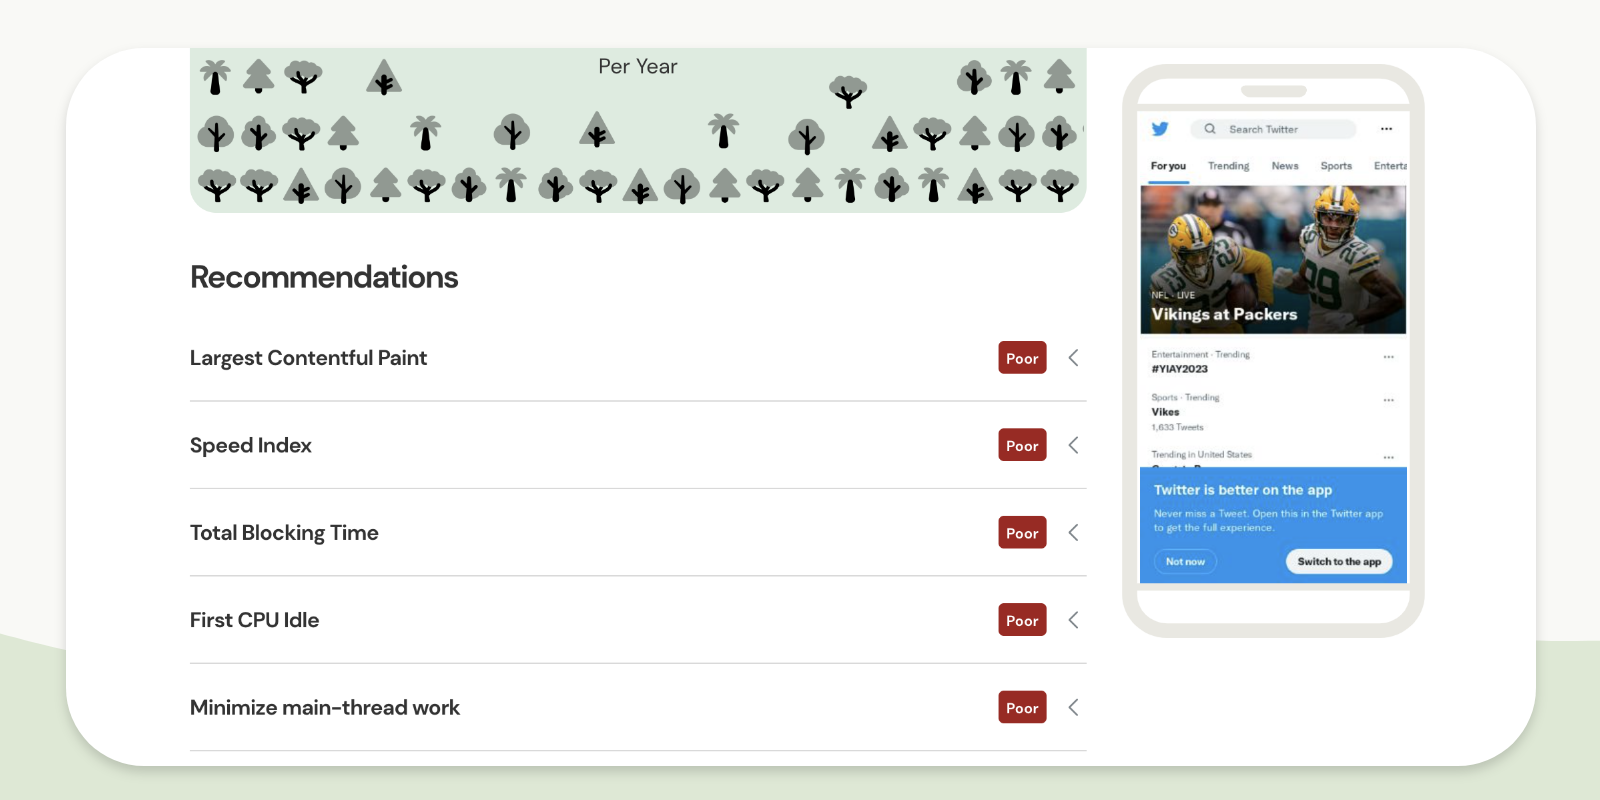 Per Year
Recommendations
Largest Contentful Paint
Poor
Speed Index
Poor
Total Blocking Time
Poor
First CPU Idle
Poor
Minimize main-thread work
Poor
Search Twitter
For you Trending News Sports Enterta
23
29
NFL · LIVE
Vikings at Packers
Entertainment · Trending
#YIAY2023
Sports · Trending
Vikes
1,633 Tweets
Trending in United States
Twitter is better on the app
Never miss a Tweet. Open this in the Twitter app
to get the full experience.
Not now
Switch to the app